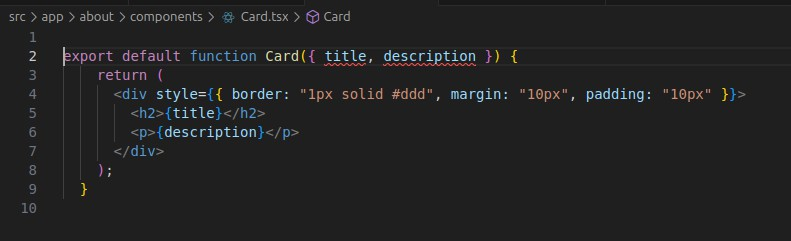 src > app > about > components > Card.tsx > Card
1
2 export default function Card({ title, description }) {
3 return (
4 <div style={{ border: "1px solid #ddd", margin: "10px", padding: "10px" }}>
5 <h2>{title}</h2>
6 <p>{description}</p>
7 </div>
8 );
9 }
10